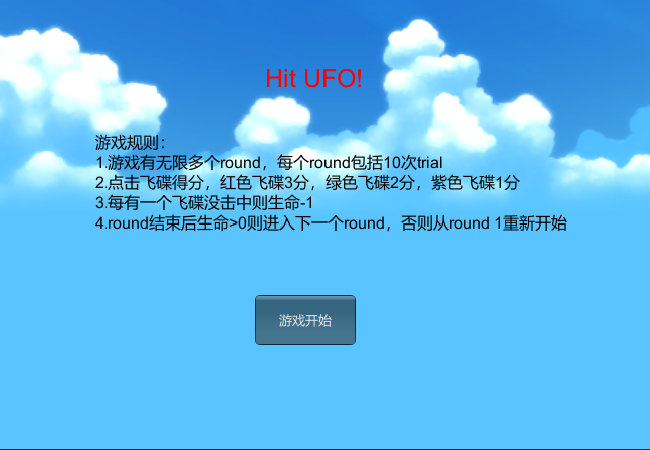 Hit UFO!
游戏规则：
1.游戏有无限多个round，每个round包括10次trial
2.点击飞碟得分，红色飞碟3分，绿色飞碟2分，紫色飞碟1分
3.每有一个飞碟没击中则生命-1
4.round结束后生命>0则进入下一个round，否则从round 1重新开始
游戏开始